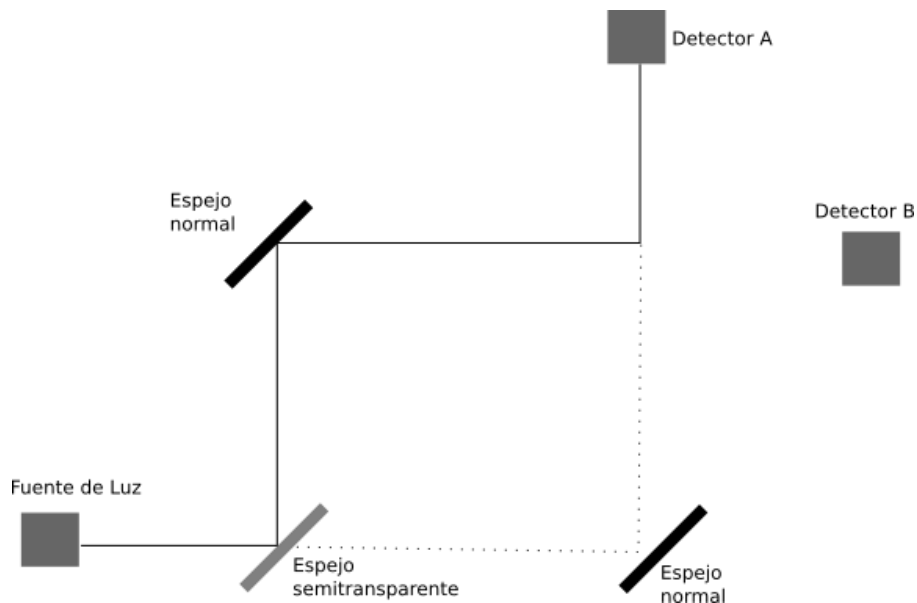 Detector A
Espejo
normal
Detector B
Fuente de Luz
Espejo
semitransparente
Espejo
normal